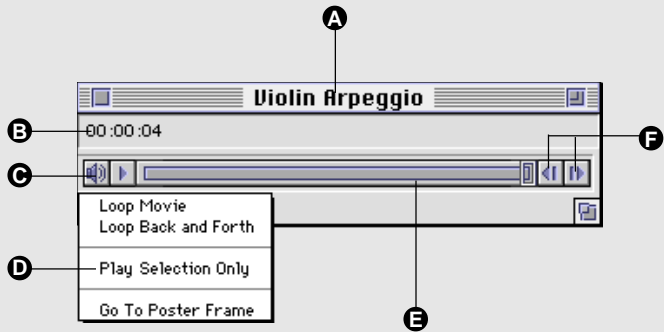 A
Violin Arpeggio
B
00:00:04
F
C
Loop Movie
Loop Back and Forth
D
Play Selection Only
Go To Poster Frame
E